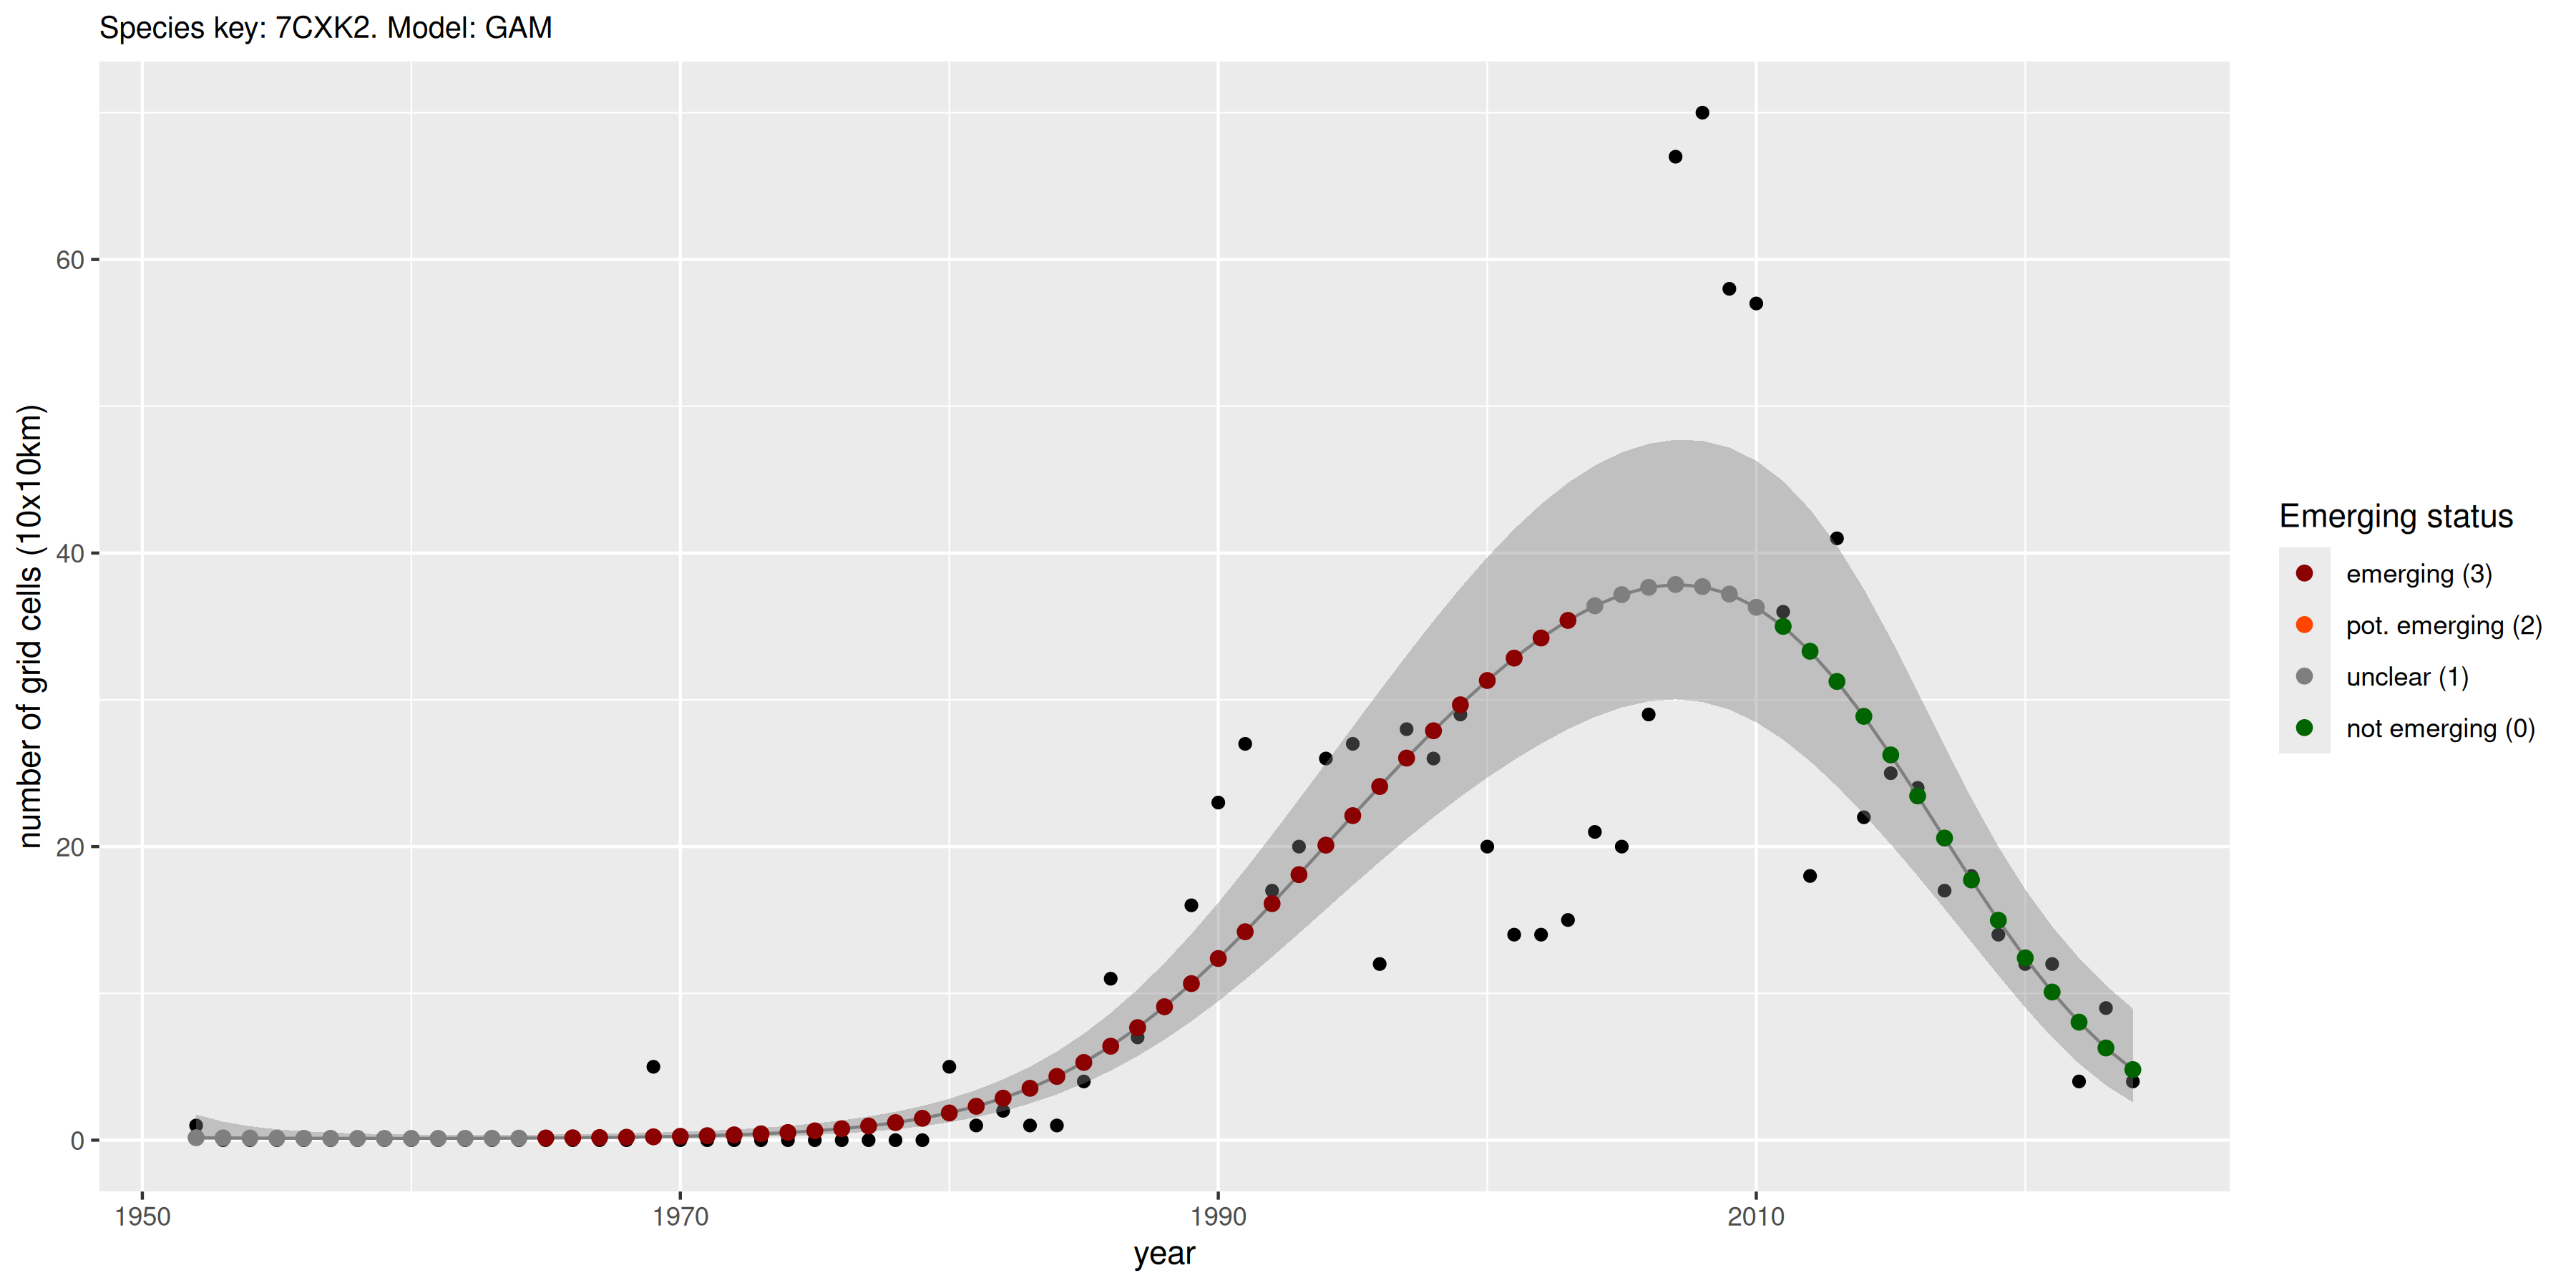 Species key: 7CXK2. Model: GAM
number of grid cells (10x10km)
60
40
20
0
1950
1970
1990
2010
year
Emerging status
emerging (3)
pot. emerging (2)
unclear (1)
not emerging (0)